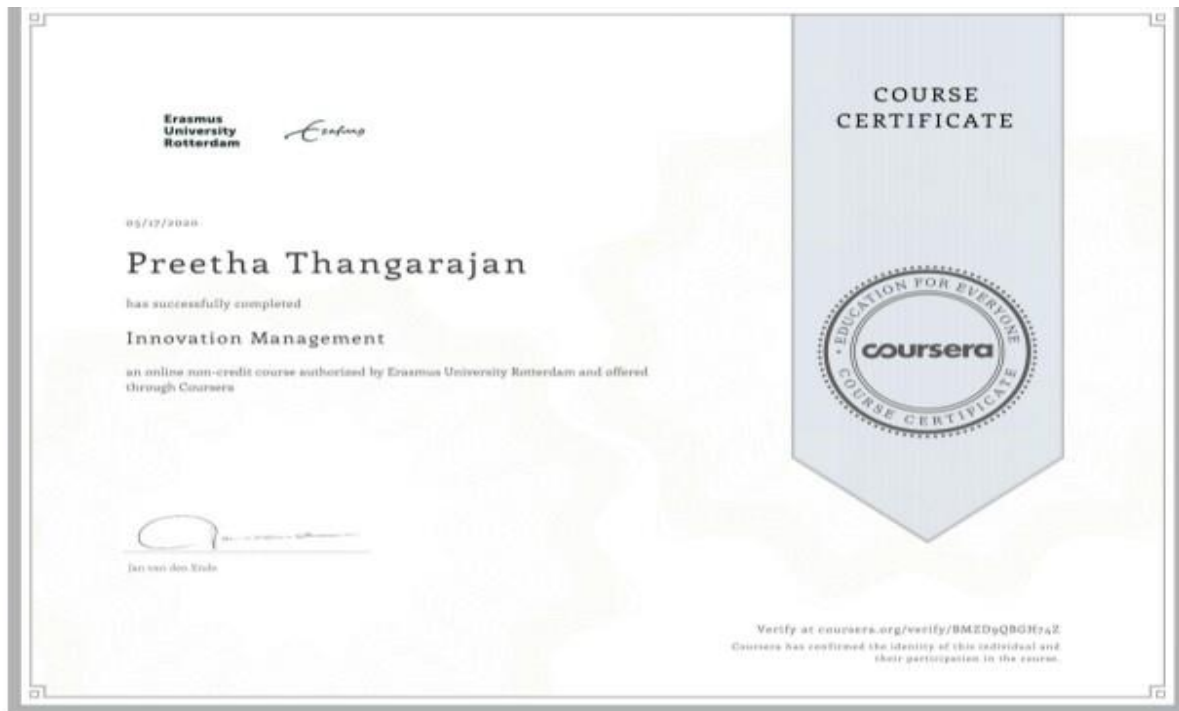 Erasmus
University
Rotterdam
Erasmus
COURSE
CERTIFICATE
05/17/2020
Preetha Thangarajan
has successfully completed
Innovation Management
an online non-credit course authorized by Erasmus University Rotterdam and offered
through Coursera
EDUCATION FOR EVERYONE
coursera
COURSE CERTIFICATE
Jan van den Ende
Verify at coursera.org/verify/BMZD9QBGH74Z
Coursera has confirmed the identity of this individual and
their participation in the course.